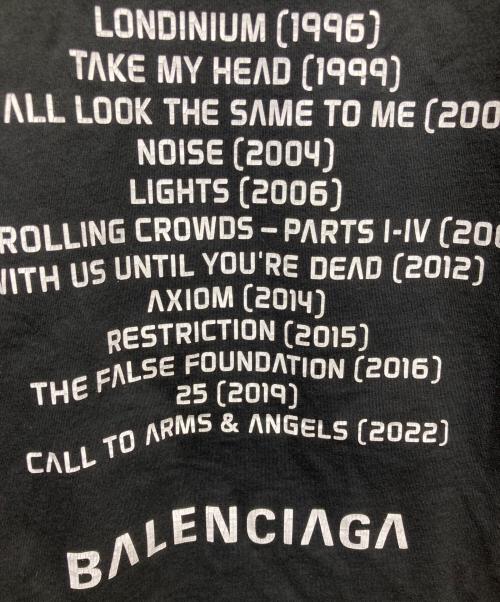 LONDINIUM (1996)
TAKE MY HEAD (1999)
ALL LOOK THE SAME TO ME (200
NOISE (2004)
LIGHTS (2006)
ROLLING CROWDS – PARTS I-IV (200
WITH US UNTIL YOU'RE DEAD (2012)
AXIOM (2014)
RESTRICTION (2015)
THE FALSE FOUNDATION (2016)
25 (2019)
CALL TO ARMS & ANGELS (2022)
BALENCIAGA